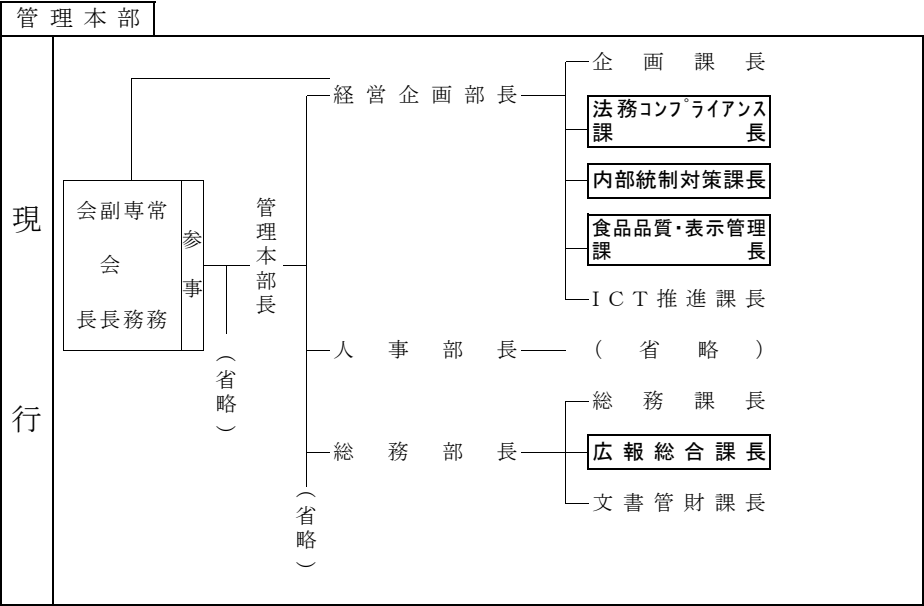 管理本部
現行
会長 副会長 専務 常務
参事
（省略）
管理本部長
（省略）
経営企画部長
企画課長
法務コンプライアンス
課長
内部統制対策課長
食品品質・表示管理
課長
ICT推進課長
人事部長
（省略）
総務部長
総務課長
広報総合課長
文書管財課長